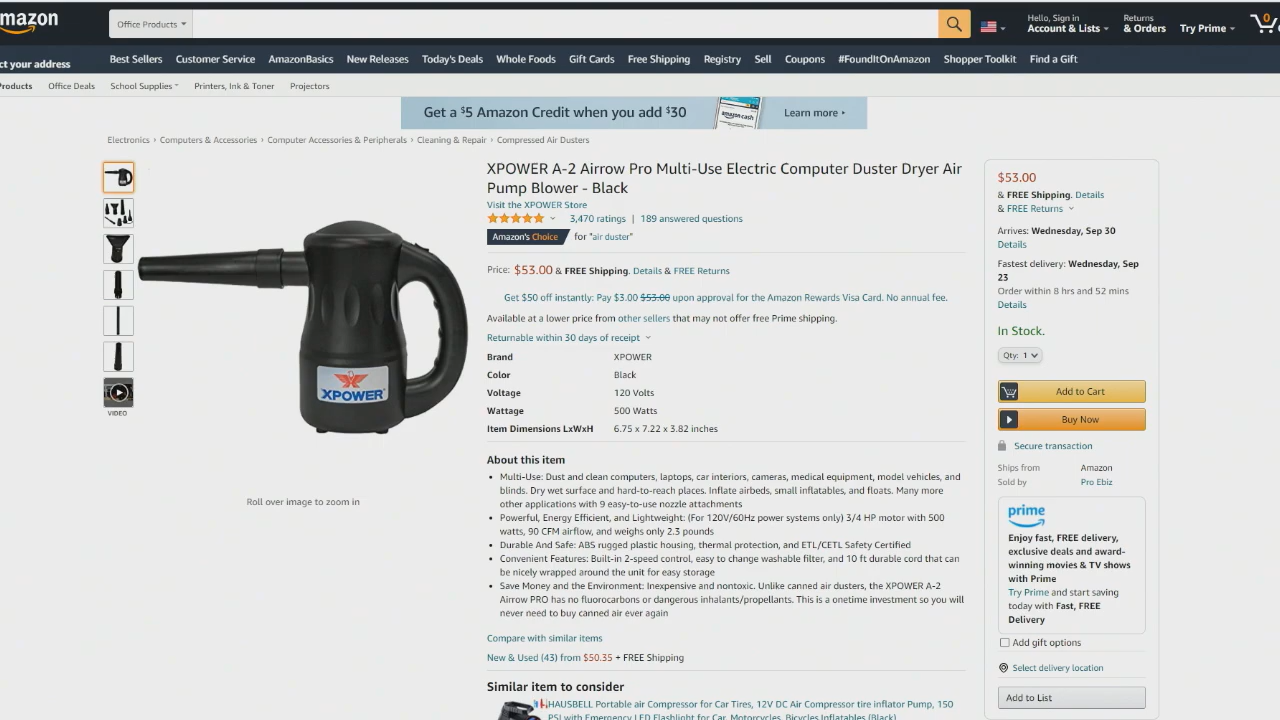 mazon
Office Products
Hello, Sign in
Account & Lists
Returns
& Orders
Try Prime
0
ct your address
Best Sellers
Customer Service
AmazonBasics
New Releases
Today's Deals
Whole Foods
Gift Cards
Free Shipping
Registry
Sell
Coupons
#FoundItOnAmazon
Shopper Toolkit
Find a Gift
Products
Office Deals
School Supplies
Printers, Ink & Toner
Projectors
Get a $5 Amazon Credit when you add $30
amazon cash
Learn more ▸
Electronics › Computers & Accessories › Computer Accessories & Peripherals › Cleaning & Repair › Compressed Air Dusters
XPOWER
VIDEO
Roll over image to zoom in
XPOWER A-2 Airrow Pro Multi-Use Electric Computer Duster Dryer Air
Pump Blower - Black
Visit the XPOWER Store
3,470 ratings | 189 answered questions
Amazon's Choice for "air duster"
Price: $53.00 & FREE Shipping. Details & FREE Returns
Get $50 off instantly: Pay $3.00 $53.00 upon approval for the Amazon Rewards Visa Card. No annual fee.
Available at a lower price from other sellers that may not offer free Prime shipping.
Returnable within 30 days of receipt
Brand XPOWER
Color Black
Voltage 120 Volts
Wattage 500 Watts
Item Dimensions LxWxH 6.75 x 7.22 x 3.82 inches
About this item
• Multi-Use: Dust and clean computers, laptops, car interiors, cameras, medical equipment, model vehicles, and
blinds. Dry wet surface and hard-to-reach places. Inflate airbeds, small inflatables, and floats. Many more
other applications with 9 easy-to-use nozzle attachments
• Powerful, Energy Efficient, and Lightweight: (For 120V/60Hz power systems only) 3/4 HP motor with 500
watts, 90 CFM airflow, and weighs only 2.3 pounds
• Durable And Safe: ABS rugged plastic housing, thermal protection, and ETL/CETL Safety Certified
• Convenient Features: Built-in 2-speed control, easy to change washable filter, and 10 ft durable cord that can
be nicely wrapped around the unit for easy storage
• Save Money and the Environment: Inexpensive and nontoxic. Unlike canned air dusters, the XPOWER A-2
Airrow PRO has no fluorocarbons or dangerous inhalants/propellants. This is a onetime investment so you will
never need to buy canned air ever again
Compare with similar items
New & Used (43) from $50.35 + FREE Shipping
Similar item to consider
HAUSBELL Portable air Compressor for Car Tires, 12V DC Air Compressor tire inflator Pump, 150
PSI with Emergency LED Flashlight for Car, Motorcycles, Bicycles Inflatables (Black)
$53.00
& FREE Shipping. Details
& FREE Returns
Arrives: Wednesday, Sep 30
Details
Fastest delivery: Wednesday, Sep
23
Order within 8 hrs and 52 mins
Details
In Stock.
Qty: 1
Add to Cart
Buy Now
Secure transaction
Ships from Amazon
Sold by Pro Ebiz
prime
Enjoy fast, FREE delivery,
exclusive deals and award-
winning movies & TV shows
with Prime
Try Prime and start saving
today with Fast, FREE
Delivery
Add gift options
Select delivery location
Add to List